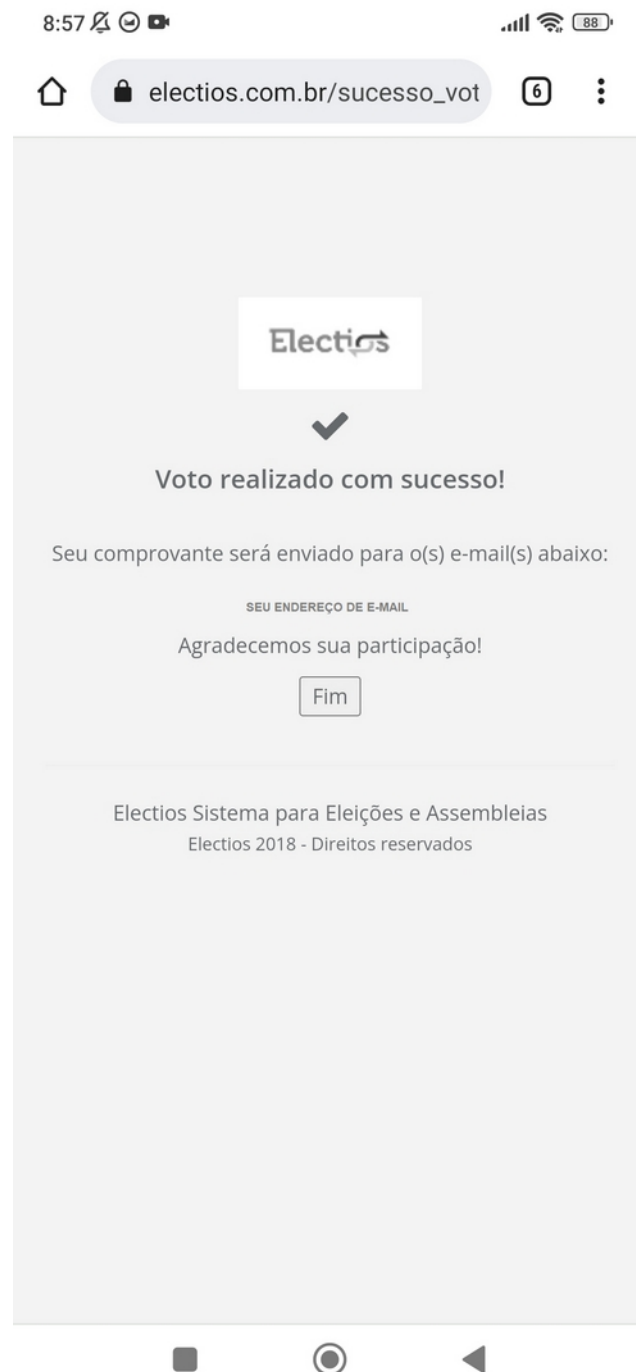 8:57
88
electios.com.br/sucesso_vot
6
Electios
Voto realizado com sucesso!
Seu comprovante será enviado para o(s) e-mail(s) abaixo:
SEU ENDEREÇO DE E-MAIL
Agradecemos sua participação!
Fim
Electios Sistema para Eleições e Assembleias
Electios 2018 - Direitos reservados